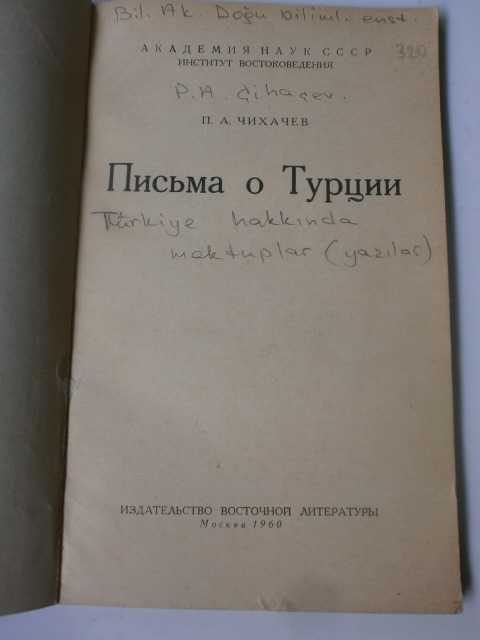 Bil. Ak. Doğu biliml. enst.
АКАДЕМИЯ НАУК СССР
320
ИНСТИТУТ ВОСТОКОВЕДЕНИЯ
P.A. Çihaçev.
П. А. ЧИХАЧЕВ
Письма о Турции
Türkiye hakkında
mektuplar (yazılar)
ИЗДАТЕЛЬСТВО ВОСТОЧНОЙ ЛИТЕРАТУРЫ
Москва 1960